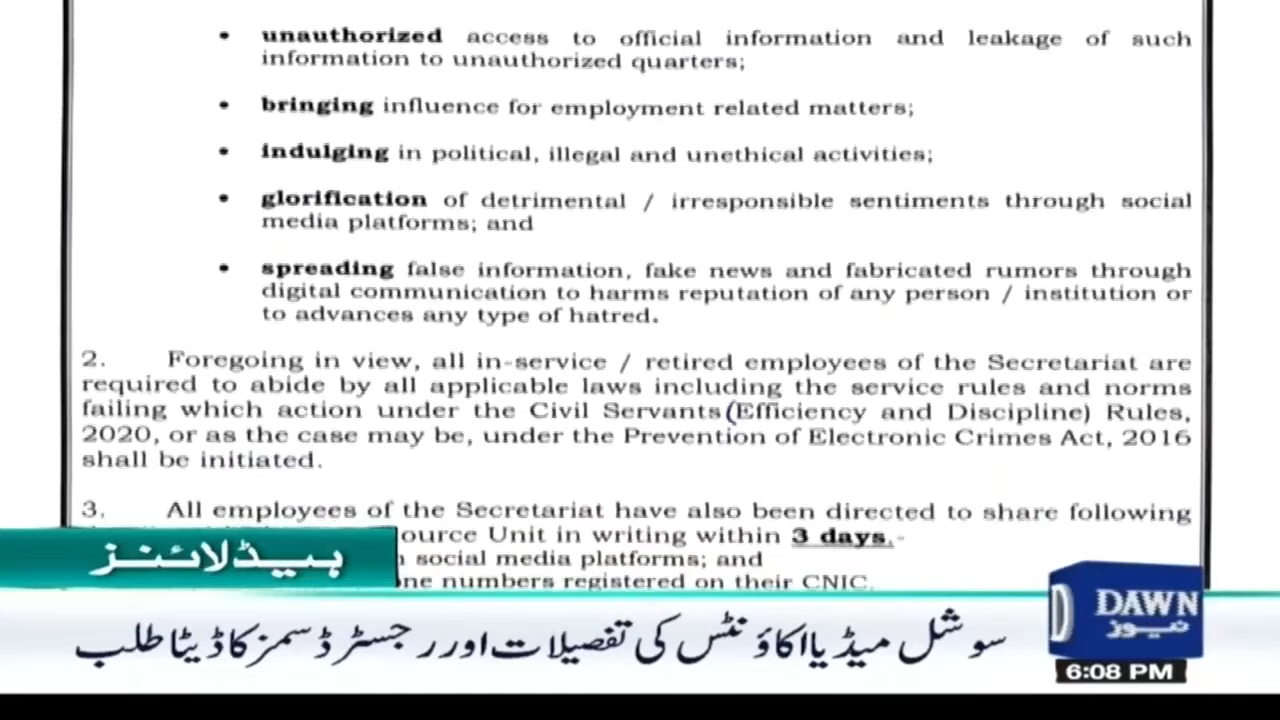 • unauthorized access to official information and leakage of such
information to unauthorized quarters;
• bringing influence for employment related matters;
• indulging in political, illegal and unethical activities;
• glorification of detrimental / irresponsible sentiments through social
media platforms; and
• spreading false information, fake news and fabricated rumors through
digital communication to harms reputation of any person / institution or
to advances any type of hatred.
2. Foregoing in view, all in-service / retired employees of the Secretariat are
required to abide by all applicable laws including the service rules and norms
failing which action under the Civil Servants (Efficiency and Discipline) Rules,
2020, or as the case may be, under the Prevention of Electronic Crimes Act, 2016
shall be initiated.
3. All employees of the Secretariat have also been directed to share following
ource Unit in writing within 3 days.-
social media platforms; and
ne numbers registered on their CNIC.
ہیڈلائنز
سوشل میڈیا اکاؤنٹس کی تفصیلات اور رجسٹرڈ سمز کا ڈیٹا طلب
DAWN
نیوز
6:08 PM